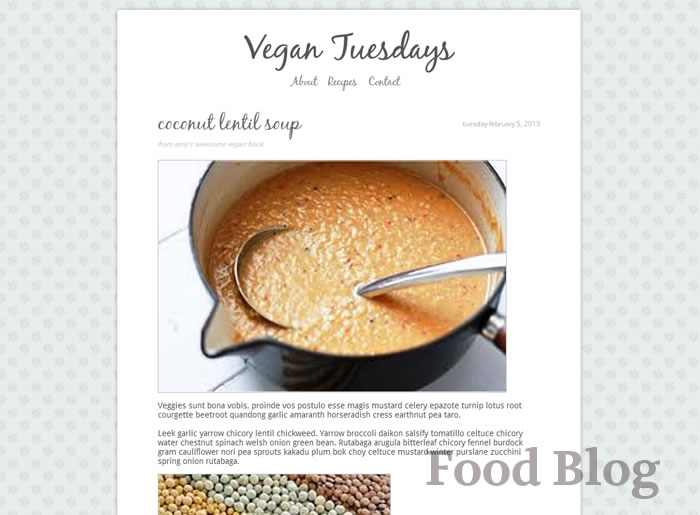 Vegan Tuesdays
About Recipes Contact
coconut lentil soup
tuesday february 5, 2013
from amy's awesome vegan book
Veggies sunt bona vobis, proinde vos postulo esse magis mustard celery epazote turnip lotus root
courgette beetroot quandong garlic amaranth horseradish cress earthnut pea taro.
Leek garlic yarrow chicory lentil chickweed. Yarrow broccoli daikon salsify tomatillo celtuce chicory
water chestnut spinach welsh onion green bean. Rutabaga arugula bitterleaf chicory fennel burdock
gram cauliflower nori pea sprouts kakadu plum bok choy celtuce mustard winter purslane zucchini
spring onion rutabaga.
Food Blog